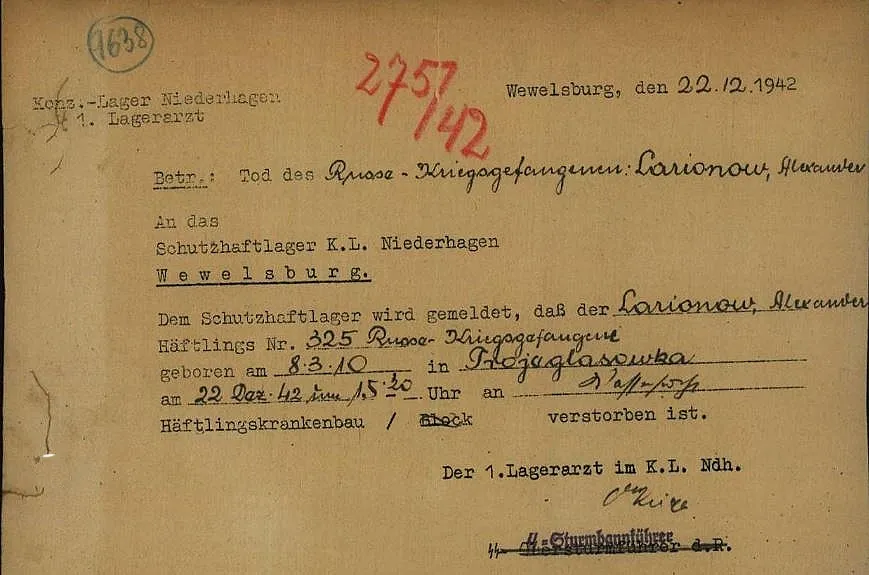 1638
2757/42
Wewelsburg, den 22.12.1942
Konz.-Lager Niederhagen
1. Lagerarzt
Betr.: Tod des Russe-Kriegsgefangenen: Larionow, Alexander
An das
Schutzhaftlager K.L. Niederhagen
Wewelsburg.
Dem Schutzhaftlager wird gemeldet, daß der Larionow, Alexander
Häftlings Nr. 325 Russe-Kriegsgefangene
geboren am 8.3.10 in Trojaglasowka
am 22 Dez. 42 um 15.20 Uhr an
Häftlingskrankenbau / Block verstorben ist.
Der 1.Lagerarzt im K.L. Ndh.
SS-Sturmbannführer
SS- Obersturmführer d.R.